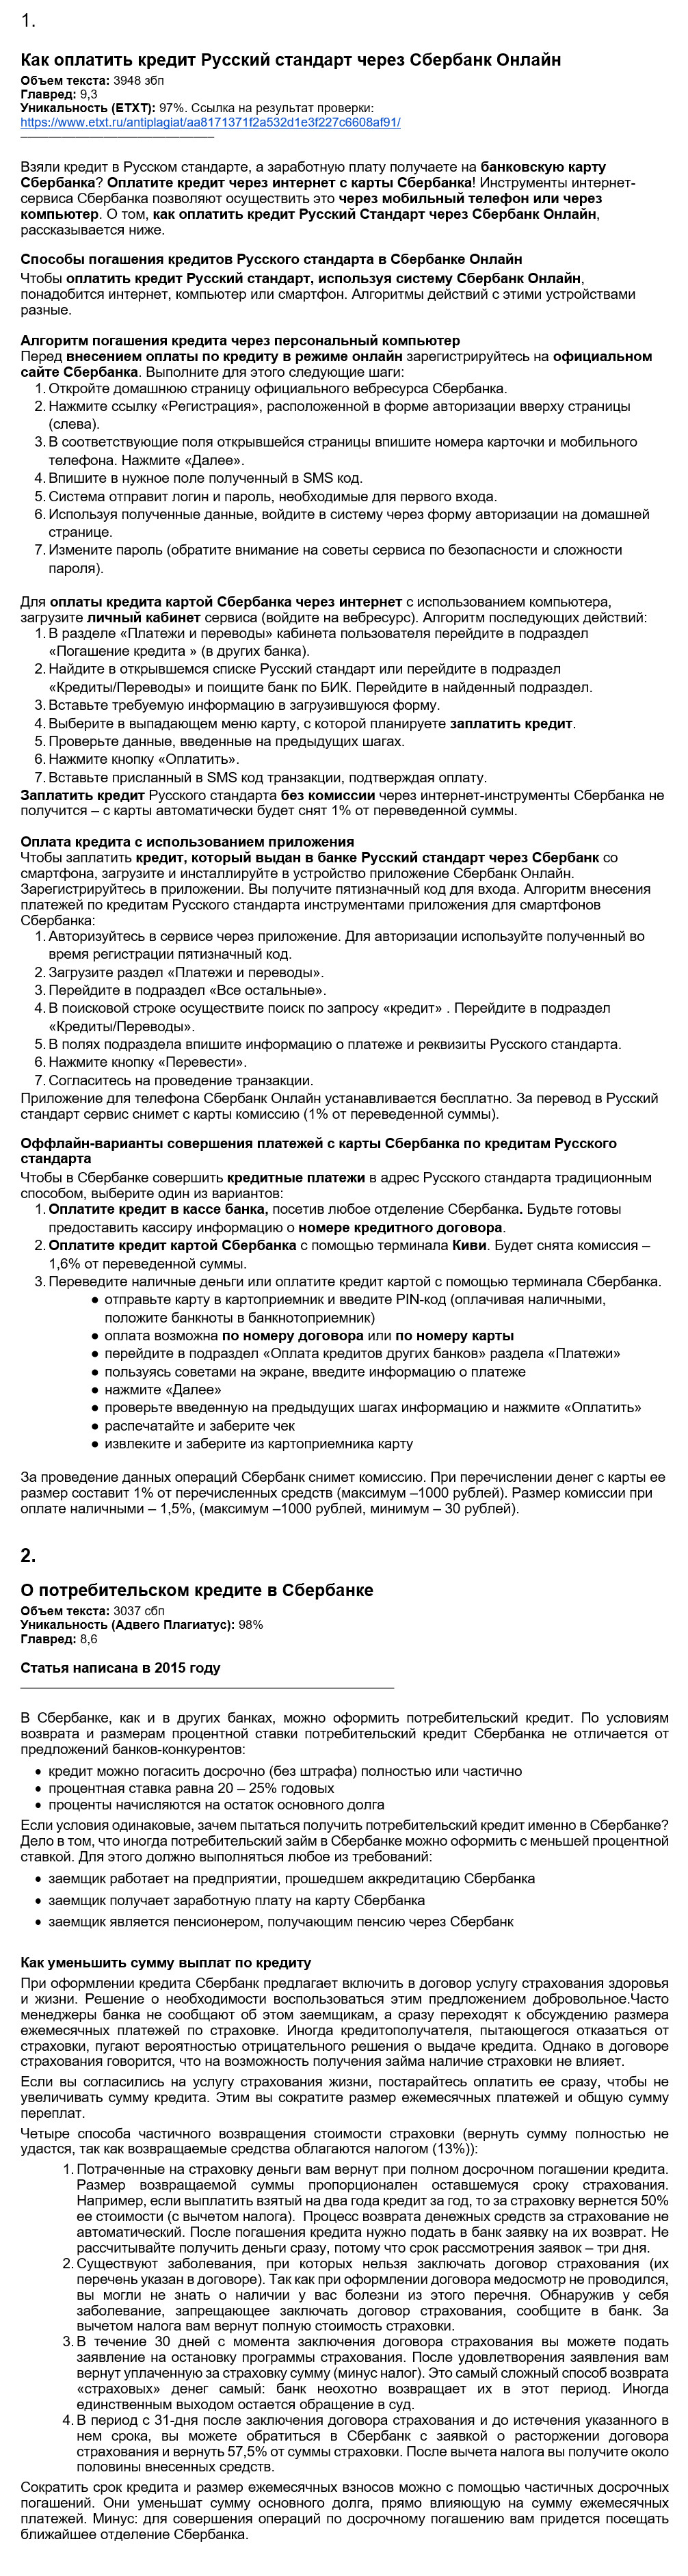 1.
Как оплатить кредит Русский стандарт через Сбербанк Онлайн
Объем текста: 3948 збп
Главред: 9,3
Уникальность (ETXT): 97%. Ссылка на результат проверки:
https://www.etxt.ru/antiplagiat/aa8171371f2a532d1e3f227c6608af91/
Взяли кредит в Русском стандарте, а заработную плату получаете на банковскую карту
Сбербанка? Оплатите кредит через интернет с карты Сбербанка! Инструменты интернет-
сервиса Сбербанка позволяют осуществить это через мобильный телефон или через
компьютер. О том, как оплатить кредит Русский Стандарт через Сбербанк Онлайн,
рассказывается ниже.
Способы погашения кредитов Русского стандарта в Сбербанке Онлайн
Чтобы оплатить кредит Русский стандарт, используя систему Сбербанк Онлайн,
понадобится интернет, компьютер или смартфон. Алгоритмы действий с этими устройствами
разные.
Алгоритм погашения кредита через персональный компьютер
Перед внесением оплаты по кредиту в режиме онлайн зарегистрируйтесь на официальном
сайте Сбербанка. Выполните для этого следующие шаги:
1. Откройте домашнюю страницу официального вебресурса Сбербанка.
2. Нажмите ссылку «Регистрация», расположенной в форме авторизации вверху страницы
(слева).
3. В соответствующие поля открывшейся страницы впишите номера карточки и мобильного
телефона. Нажмите «Далее».
4. Впишите в нужное поле полученный в SMS код.
5. Система отправит логин и пароль, необходимые для первого входа.
6. Используя полученные данные, войдите в систему через форму авторизации на домашней
странице.
7. Измените пароль (обратите внимание на советы сервиса по безопасности и сложности
пароля).
Для оплаты кредита картой Сбербанка через интернет с использованием компьютера,
загрузите личный кабинет сервиса (войдите на вебресурс). Алгоритм последующих действий:
1. В разделе «Платежи и переводы» кабинета пользователя перейдите в подраздел
«Погашение кредита » (в других банка).
2. Найдите в открывшемся списке Русский стандарт или перейдите в подраздел
«Кредиты/Переводы» и поищите банк по БИК. Перейдите в найденный подраздел.
3. Вставьте требуемую информацию в загрузившуюся форму.
4. Выберите в выпадающем меню карту, с которой планируете заплатить кредит.
5. Проверьте данные, введенные на предыдущих шагах.
6. Нажмите кнопку «Оплатить».
7. Вставьте присланный в SMS код транзакции, подтверждая оплату.
Заплатить кредит Русского стандарта без комиссии через интернет-инструменты Сбербанка не
получится – с карты автоматически будет снят 1% от переведенной суммы.
Оплата кредита с использованием приложения
Чтобы заплатить кредит, который выдан в банке Русский стандарт через Сбербанк со
смартфона, загрузите и инсталлируйте в устройство приложение Сбербанк Онлайн.
Зарегистрируйтесь в приложении. Вы получите пятизначный код для входа. Алгоритм внесения
платежей по кредитам Русского стандарта инструментами приложения для смартфонов
Сбербанка:
1. Авторизуйтесь в сервисе через приложение. Для авторизации используйте полученный во
время регистрации пятизначный код.
2. Загрузите раздел «Платежи и переводы».
3. Перейдите в подраздел «Все остальные».
4. В поисковой строке осуществите поиск по запросу «кредит» . Перейдите в подраздел
«Кредиты/Переводы».
5. В полях подраздела впишите информацию о платеже и реквизиты Русского стандарта.
6. Нажмите кнопку «Перевести».
7. Согласитесь на проведение транзакции.
Приложение для телефона Сбербанк Онлайн устанавливается бесплатно. За перевод в Русский
стандарт сервис снимет с карты комиссию (1% от переведенной суммы).
Оффлайн-варианты совершения платежей с карты Сбербанка по кредитам Русского
стандарта
Чтобы в Сбербанке совершить кредитные платежи в адрес Русского стандарта традиционным
способом, выберите один из вариантов:
1. Оплатите кредит в кассе банка, посетив любое отделение Сбербанка. Будьте готовы
предоставить кассиру информацию о номере кредитного договора.
2. Оплатите кредит картой Сбербанка с помощью терминала Киви. Будет снята комиссия –
1,6% от переведенной суммы.
3. Переведите наличные деньги или оплатите кредит картой с помощью терминала Сбербанка.
● отправьте карту в картоприемник и введите PIN-код (оплачивая наличными,
положите банкноты в банкнотоприемник)
● оплата возможна по номеру договора или по номеру карты
● перейдите в подраздел «Оплата кредитов других банков» раздела «Платежи»
● пользуясь советами на экране, введите информацию о платеже
● нажмите «Далее»
● проверьте введенную на предыдущих шагах информацию и нажмите «Оплатить»
● распечатайте и заберите чек
● извлеките и заберите из картоприемника карту
За проведение данных операций Сбербанк снимет комиссию. При перечислении денег с карты ее
размер составит 1% от перечисленных средств (максимум –1000 рублей). Размер комиссии при
оплате наличными – 1,5%, (максимум –1000 рублей, минимум – 30 рублей).
2.
О потребительском кредите в Сбербанке
Объем текста: 3037 сбп
Уникальность (Адвего Плагиатус): 98%
Главред: 8,6
Статья написана в 2015 году
В Сбербанке, как и в других банках, можно оформить потребительский кредит. По условиям
возврата и размерам процентной ставки потребительский кредит Сбербанка не отличается от
предложений банков-конкурентов:
● кредит можно погасить досрочно (без штрафа) полностью или частично
● процентная ставка равна 20 – 25% годовых
● проценты начисляются на остаток основного долга
Если условия одинаковые, зачем пытаться получить потребительский кредит именно в Сбербанке?
Дело в том, что иногда потребительский займ в Сбербанке можно оформить с меньшей процентной
ставкой. Для этого должно выполняться любое из требований:
● заемщик работает на предприятии, прошедшем аккредитацию Сбербанка
● заемщик получает заработную плату на карту Сбербанка
● заемщик является пенсионером, получающим пенсию через Сбербанк
Как уменьшить сумму выплат по кредиту
При оформлении кредита Сбербанк предлагает включить в договор услугу страхования здоровья
и жизни. Решение о необходимости воспользоваться этим предложением добровольное.Часто
менеджеры банка не сообщают об этом заемщикам, а сразу переходят к обсуждению размера
ежемесячных платежей по страховке. Иногда кредитополучателя, пытающегося отказаться от
страховки, пугают вероятностью отрицательного решения о выдаче кредита. Однако в договоре
страхования говорится, что на возможность получения займа наличие страховки не влияет.
Если вы согласились на услугу страхования жизни, постарайтесь оплатить ее сразу, чтобы не
увеличивать сумму кредита. Этим вы сократите размер ежемесячных платежей и общую сумму
переплат.
Четыре способа частичного возвращения стоимости страховки (вернуть сумму полностью не
удастся, так как возвращаемые средства облагаются налогом (13%)):
1. Потраченные на страховку деньги вам вернут при полном досрочном погашении кредита.
Размер возвращаемой суммы пропорционален оставшемуся сроку страхования.
Например, если выплатить взятый на два года кредит за год, то за страховку вернется 50%
ее стоимости (с вычетом налога). Процесс возврата денежных средств за страхование не
автоматический. После погашения кредита нужно подать в банк заявку на их возврат. Не
рассчитывайте получить деньги сразу, потому что срок рассмотрения заявок – три дня.
2. Существуют заболевания, при которых нельзя заключать договор страхования (их
перечень указан в договоре). Так как при оформлении договора медосмотр не проводился,
вы могли не знать о наличии у вас болезни из этого перечня. Обнаружив у себя
заболевание, запрещающее заключать договор страхования, сообщите в банк. За
вычетом налога вам вернут полную стоимость страховки.
3. В течение 30 дней с момента заключения договора страхования вы можете подать
заявление на остановку программы страхования. После удовлетворения заявления вам
вернут уплаченную за страховку сумму (минус налог). Это самый сложный способ возврата
«страховых» денег самый: банк неохотно возвращает их в этот период. Иногда
единственным выходом остается обращение в суд.
4. В период с 31-дня после заключения договора страхования и до истечения указанного в
нем срока, вы можете обратиться в Сбербанк с заявкой о расторжении договора
страхования и вернуть 57,5% от суммы страховки. После вычета налога вы получите около
половины внесенных средств.
Сократить срок кредита и размер ежемесячных взносов можно с помощью частичных досрочных
погашений. Они уменьшат сумму основного долга, прямо влияющую на сумму ежемесячных
платежей. Минус: для совершения операций по досрочному погашению вам придется посещать
ближайшее отделение Сбербанка.